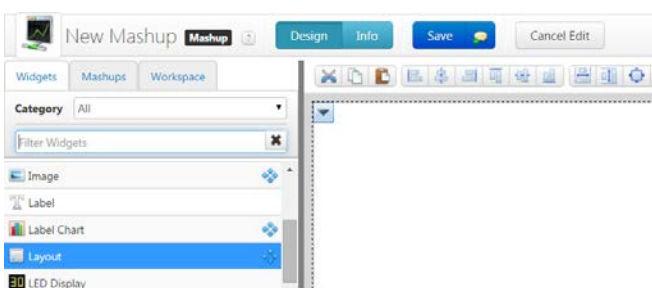 New Mashup Mashup ? Design Info Save Cancel Edit
Widgets Mashups Workspace
Category All
Filter Widgets
Image
Label
Label Chart
Layout
LED Display